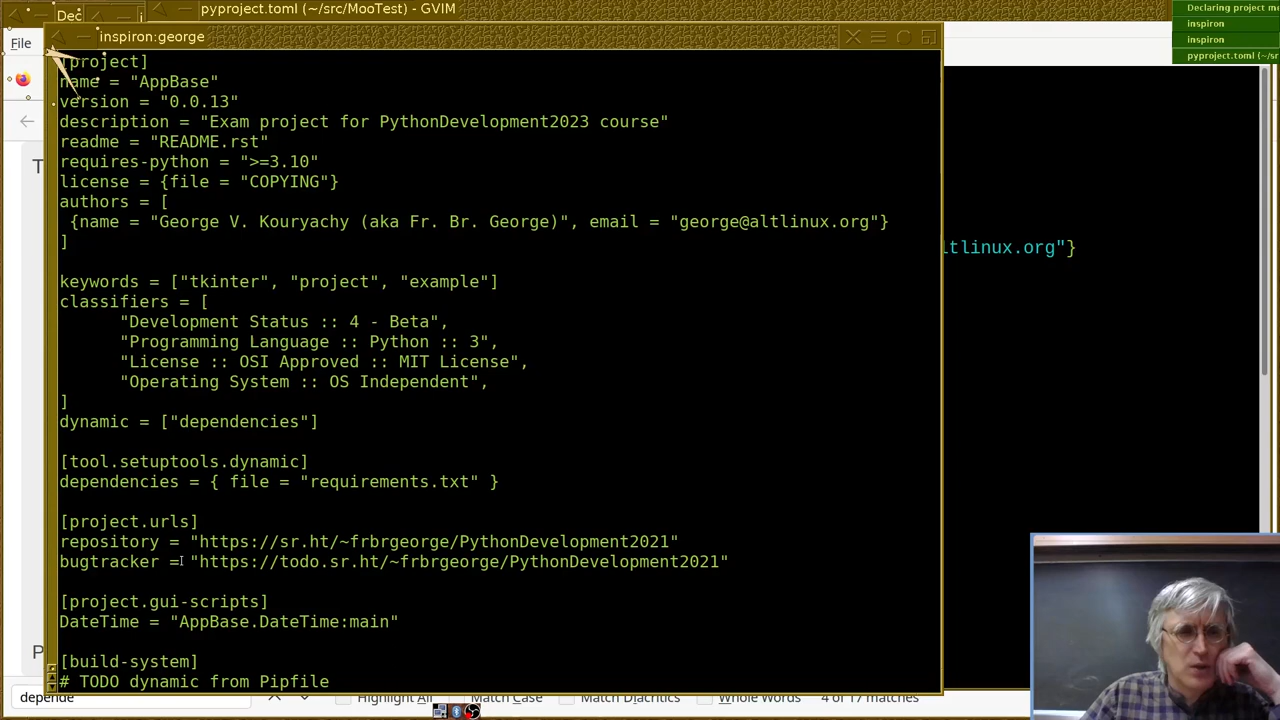 Dec
pyproject.toml (~/src/MooTest) - GVIM
Declaring project me
inspiron
inspiron
pyproject.toml (~/sr
inspiron:george
File
[project]
name = "AppBase"
version = "0.0.13"
description = "Exam project for PythonDevelopment2023 course"
readme = "README.rst"
requires-python = ">=3.10"
license = {file = "COPYING"}
authors = [
{name = "George V. Kouryachy (aka Fr. Br. George)", email = "george@altlinux.org"}
]
ltlinux.org"}
keywords = ["tkinter", "project", "example"]
classifiers = [
"Development Status :: 4 - Beta",
"Programming Language :: Python :: 3",
"License :: OSI Approved :: MIT License",
"Operating System :: OS Independent",
]
dynamic = ["dependencies"]
[tool.setuptools.dynamic]
dependencies = { file = "requirements.txt" }
[project.urls]
repository = "https://sr.ht/~frbrgeorge/PythonDevelopment2021"
bugtracker = "https://todo.sr.ht/~frbrgeorge/PythonDevelopment2021"
[project.gui-scripts]
DateTime = "AppBase.DateTime:main"
[build-system]
# TODO dynamic from Pipfile
depende
Highlight All
Match Case
Match Diacritics
Whole Words
4 of 17 matches